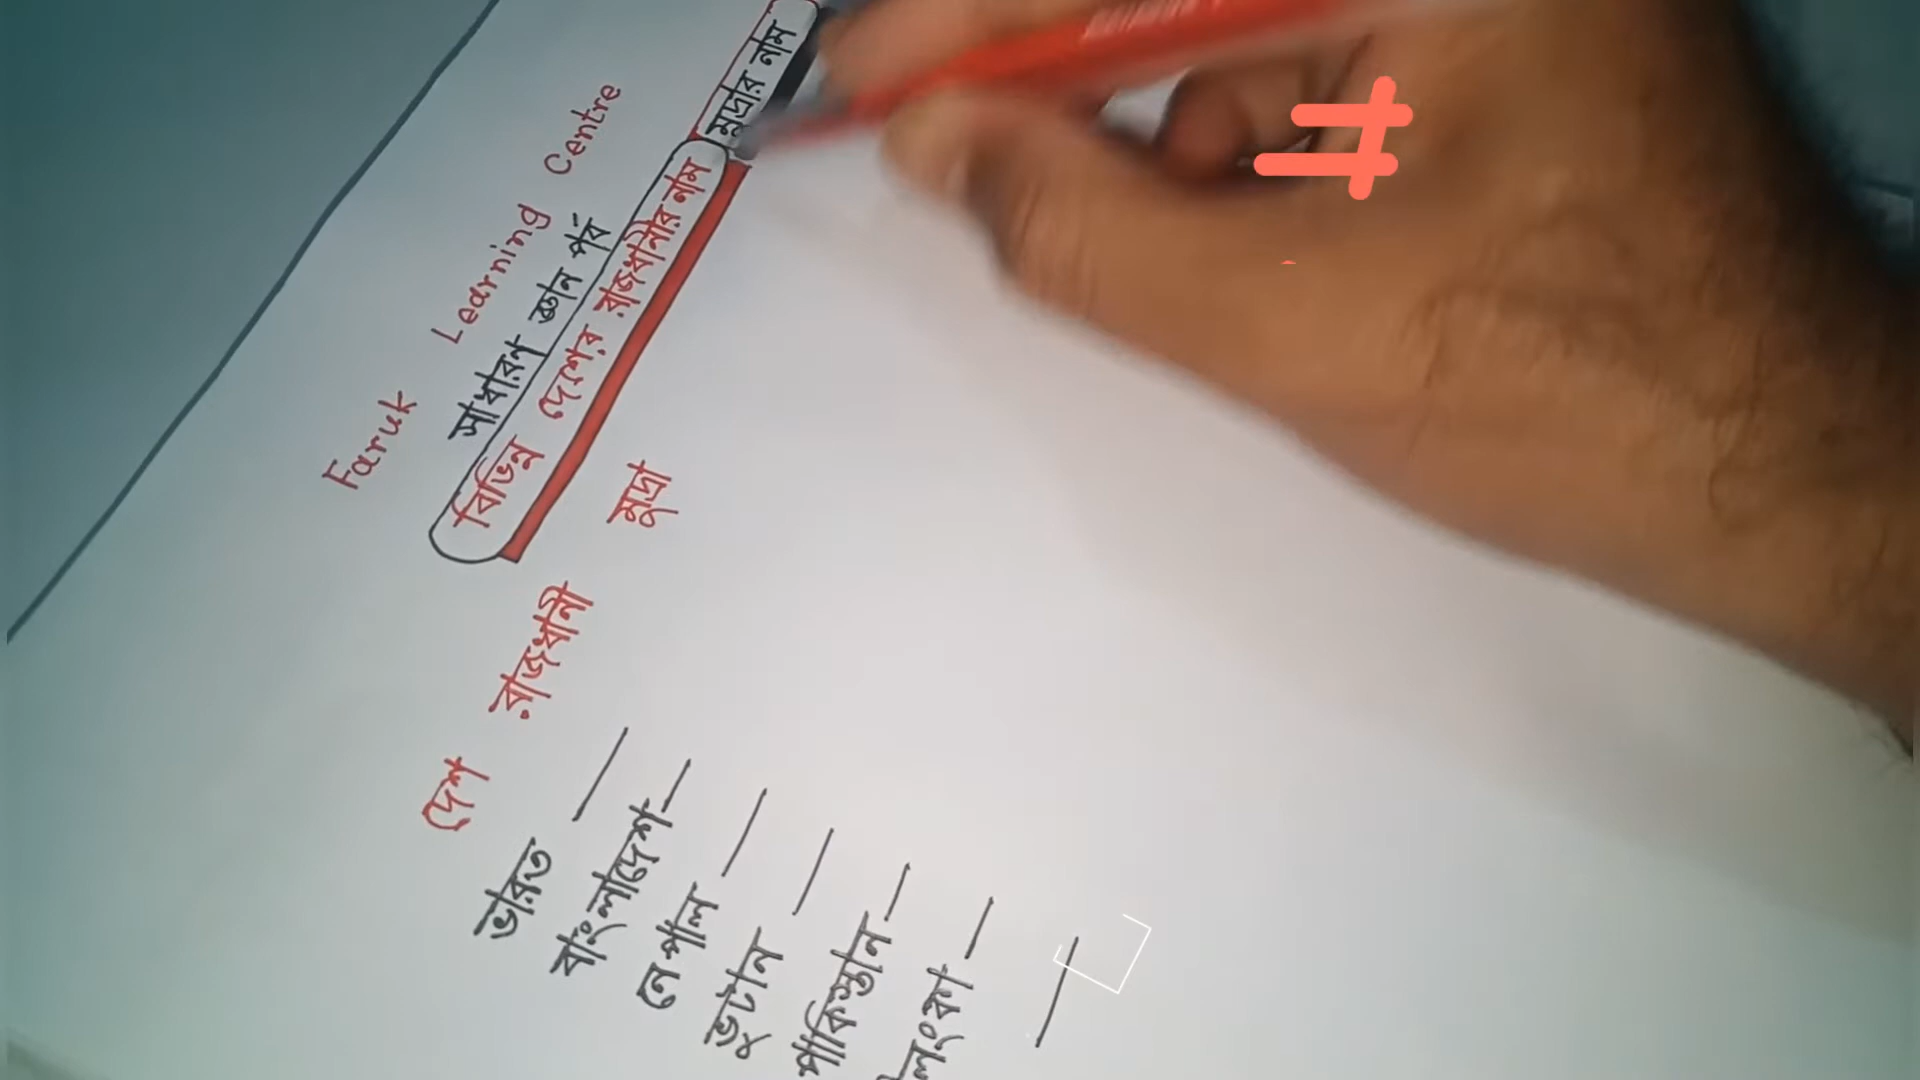 Faruk Learning Centre
সাধারণ জ্ঞান পর্ব
বিভিন্ন দেশের রাজধানীর নাম মুদ্রার নাম
দেশ রাজধানী মুদ্রা
ভারত —
বাংলাদেশ —
নেপাল —
ভূটান —
পাকিস্তান —
লংকা —
—
#